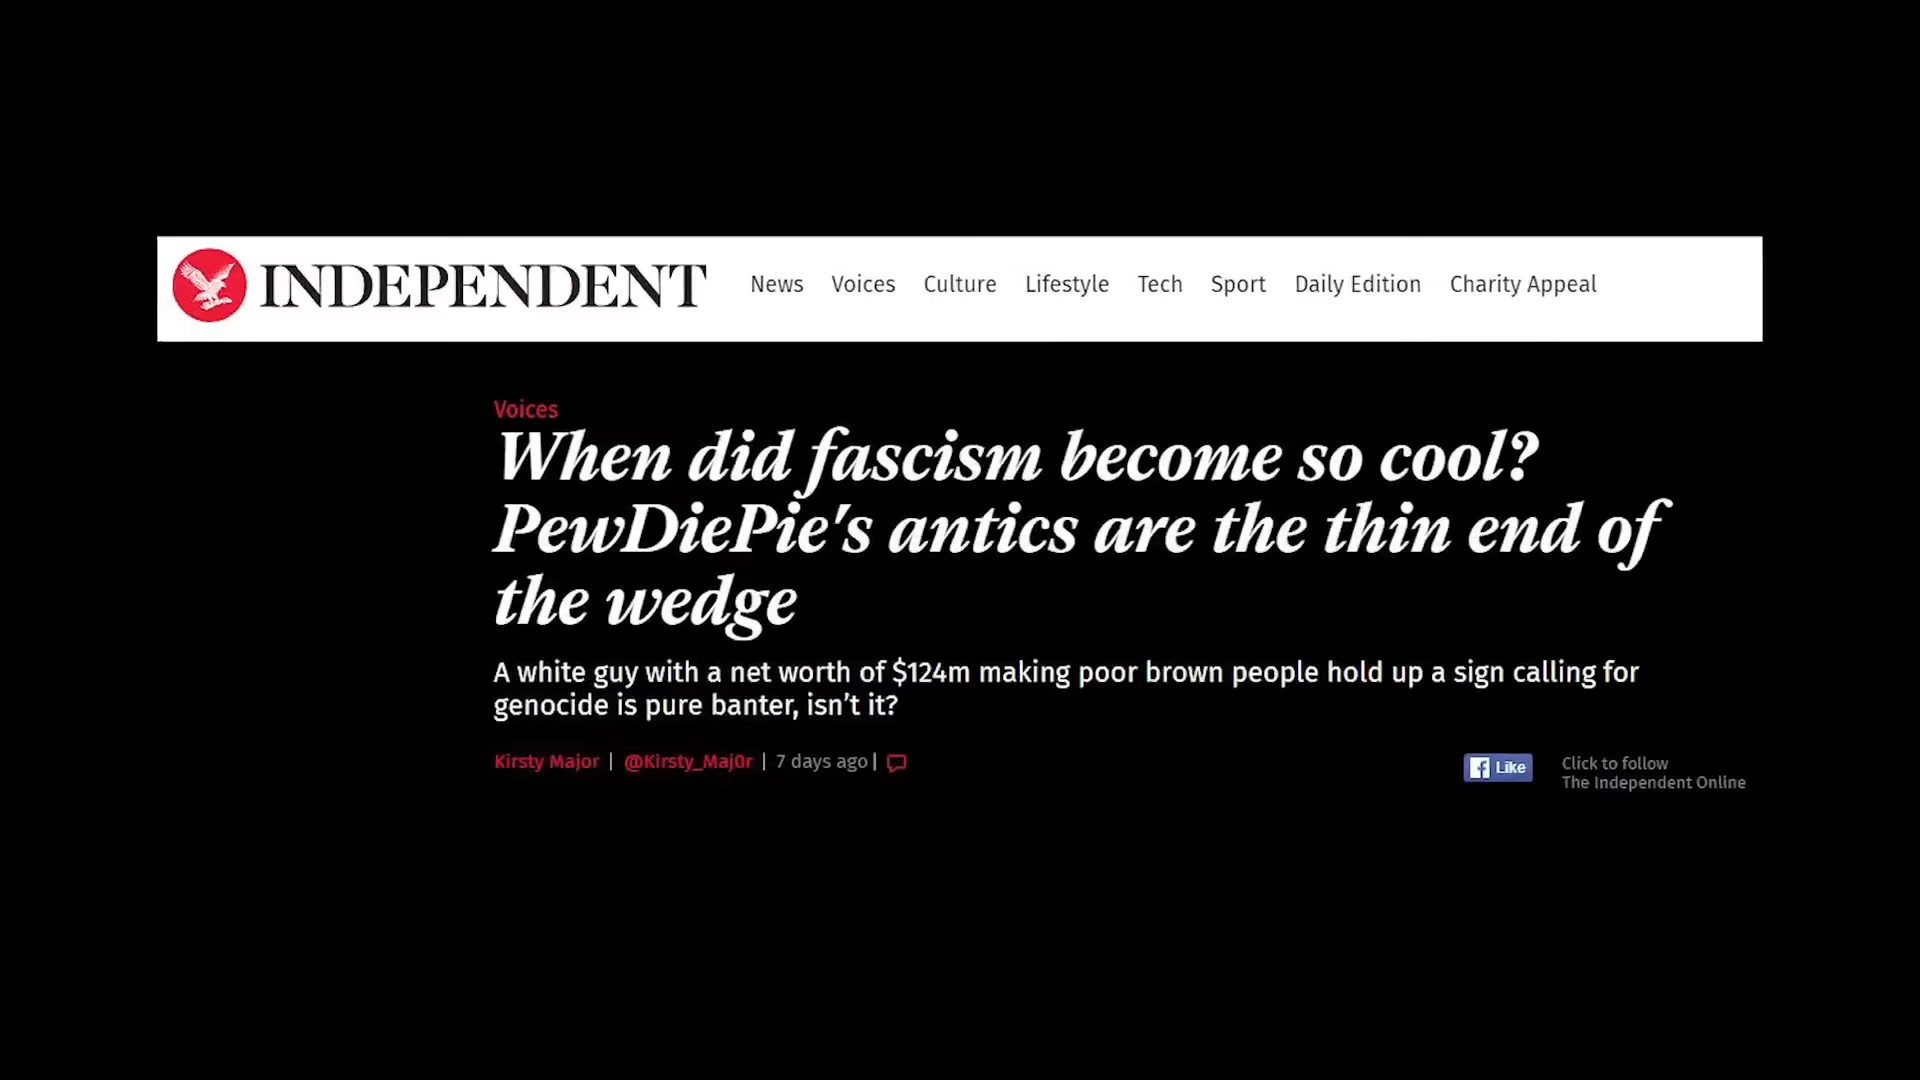 INDEPENDENT News Voices Culture Lifestyle Tech Sport Daily Edition Charity Appeal
Voices
When did fascism become so cool?
PewDiePie's antics are the thin end of
the wedge
A white guy with a net worth of $124m making poor brown people hold up a sign calling for
genocide is pure banter, isn’t it?
Kirsty Major | @Kirsty_Maj0r | 7 days ago |
Like
Click to follow
The Independent Online